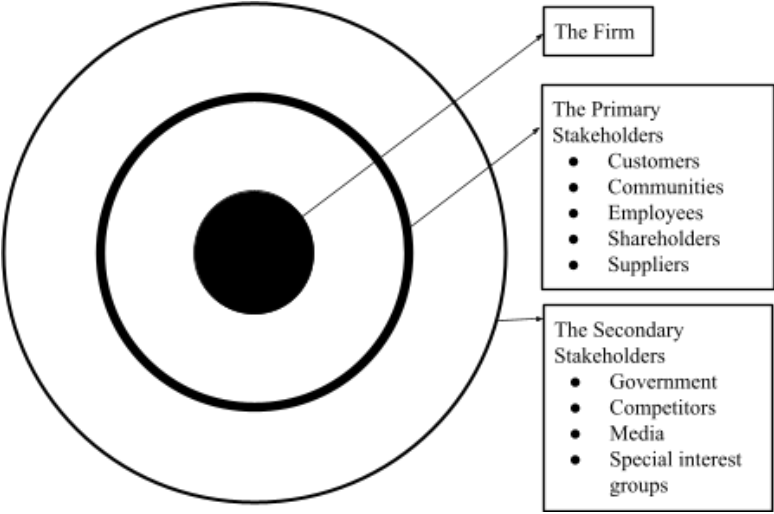 The Firm
The Primary
Stakeholders
● Customers
● Communities
● Employees
● Shareholders
● Suppliers
The Secondary
Stakeholders
● Government
● Competitors
● Media
● Special interest
groups